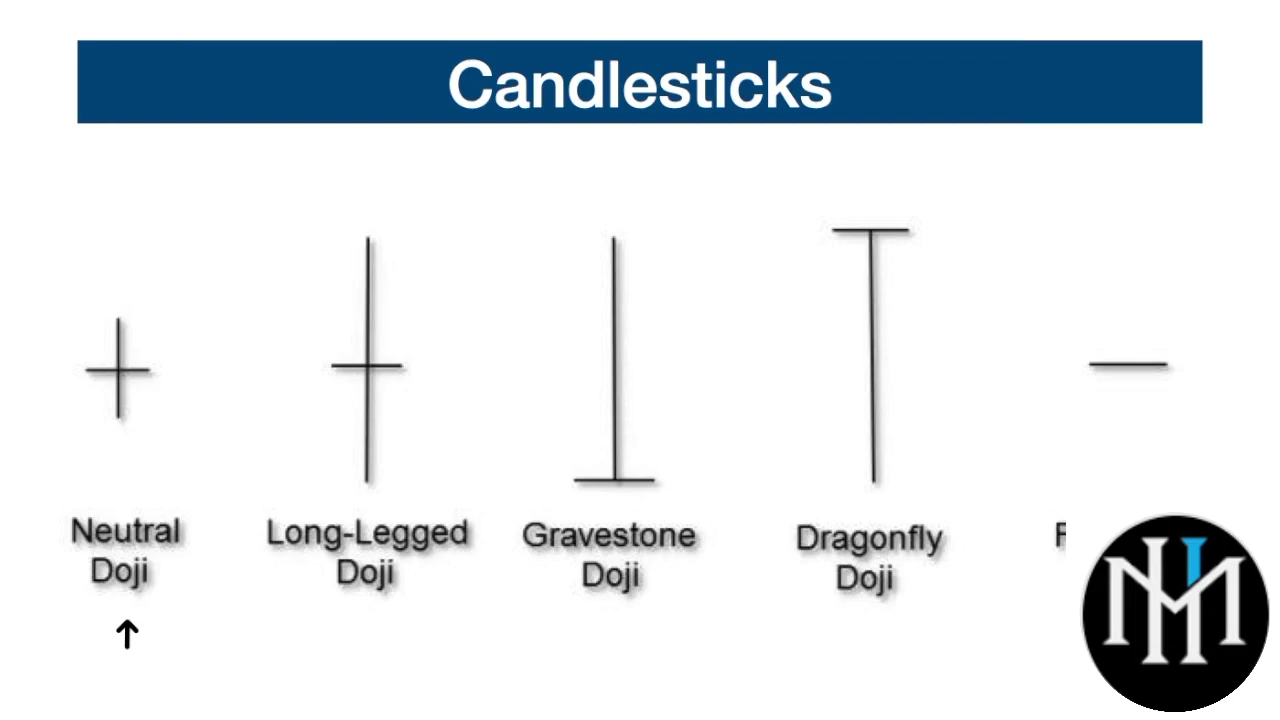 Candlesticks
Neutral
Doji
Long-Legged
Doji
Gravestone
Doji
Dragonfly
Doji
F